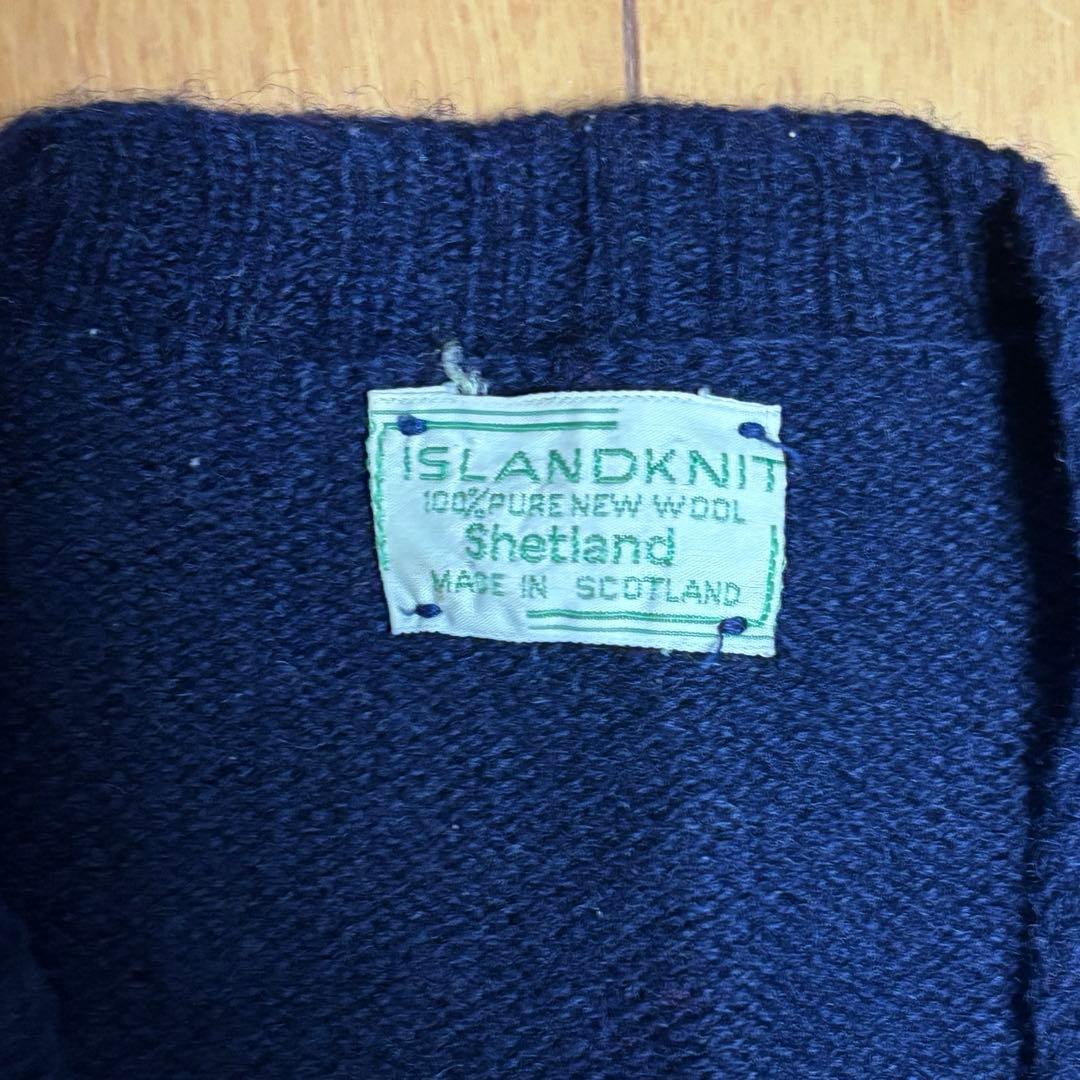 ISLANDKNIT
100% PURE NEW WOOL
Shetland
MADE IN SCOTLAND